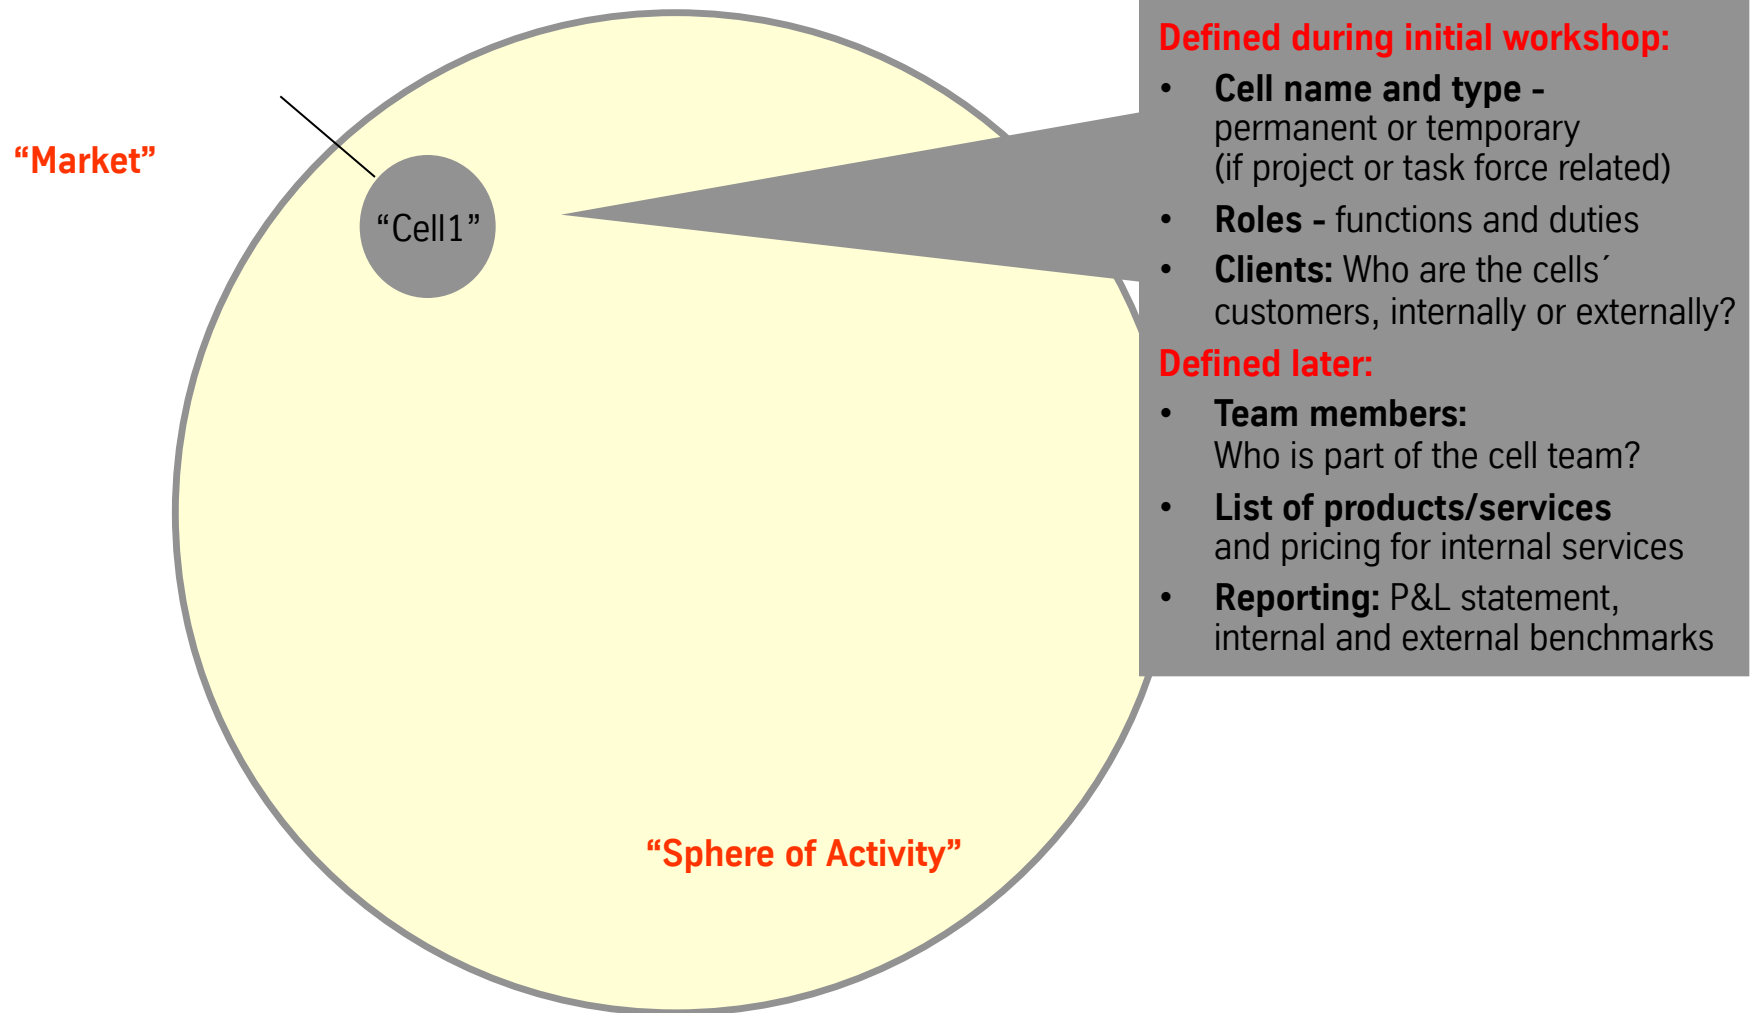 “Market”
“Cell1”
“Sphere of Activity”
Defined during initial workshop:
• Cell name and type -
permanent or temporary
(if project or task force related)
• Roles - functions and duties
• Clients: Who are the cells´
customers, internally or externally?
Defined later:
• Team members:
Who is part of the cell team?
• List of products/services
and pricing for internal services
• Reporting: P&L statement,
internal and external benchmarks